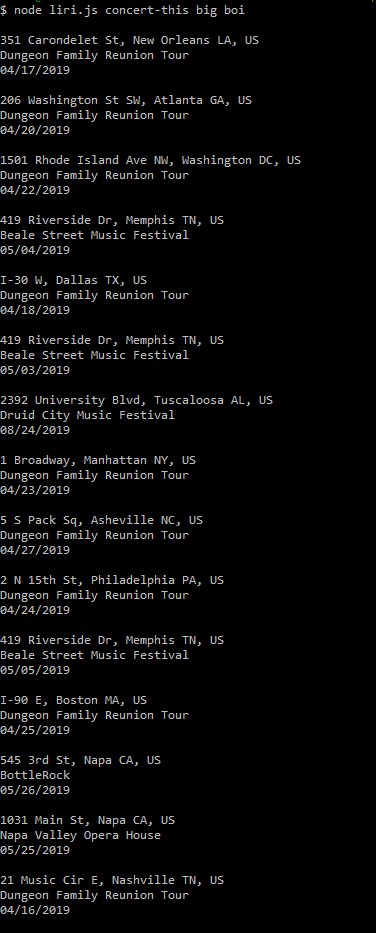 $ node liri.js concert-this big boi
351 Carondelet St, New Orleans LA, US
Dungeon Family Reunion Tour
04/17/2019
206 Washington St SW, Atlanta GA, US
Dungeon Family Reunion Tour
04/20/2019
1501 Rhode Island Ave NW, Washington DC, US
Dungeon Family Reunion Tour
04/22/2019
419 Riverside Dr, Memphis TN, US
Beale Street Music Festival
05/04/2019
I-30 W, Dallas TX, US
Dungeon Family Reunion Tour
04/18/2019
419 Riverside Dr, Memphis TN, US
Beale Street Music Festival
05/03/2019
2392 University Blvd, Tuscaloosa AL, US
Druid City Music Festival
08/24/2019
1 Broadway, Manhattan NY, US
Dungeon Family Reunion Tour
04/23/2019
5 S Pack Sq, Asheville NC, US
Dungeon Family Reunion Tour
04/27/2019
2 N 15th St, Philadelphia PA, US
Dungeon Family Reunion Tour
04/24/2019
419 Riverside Dr, Memphis TN, US
Beale Street Music Festival
05/05/2019
I-90 E, Boston MA, US
Dungeon Family Reunion Tour
04/25/2019
545 3rd St, Napa CA, US
BottleRock
05/26/2019
1031 Main St, Napa CA, US
Napa Valley Opera House
05/25/2019
21 Music Cir E, Nashville TN, US
Dungeon Family Reunion Tour
04/16/2019